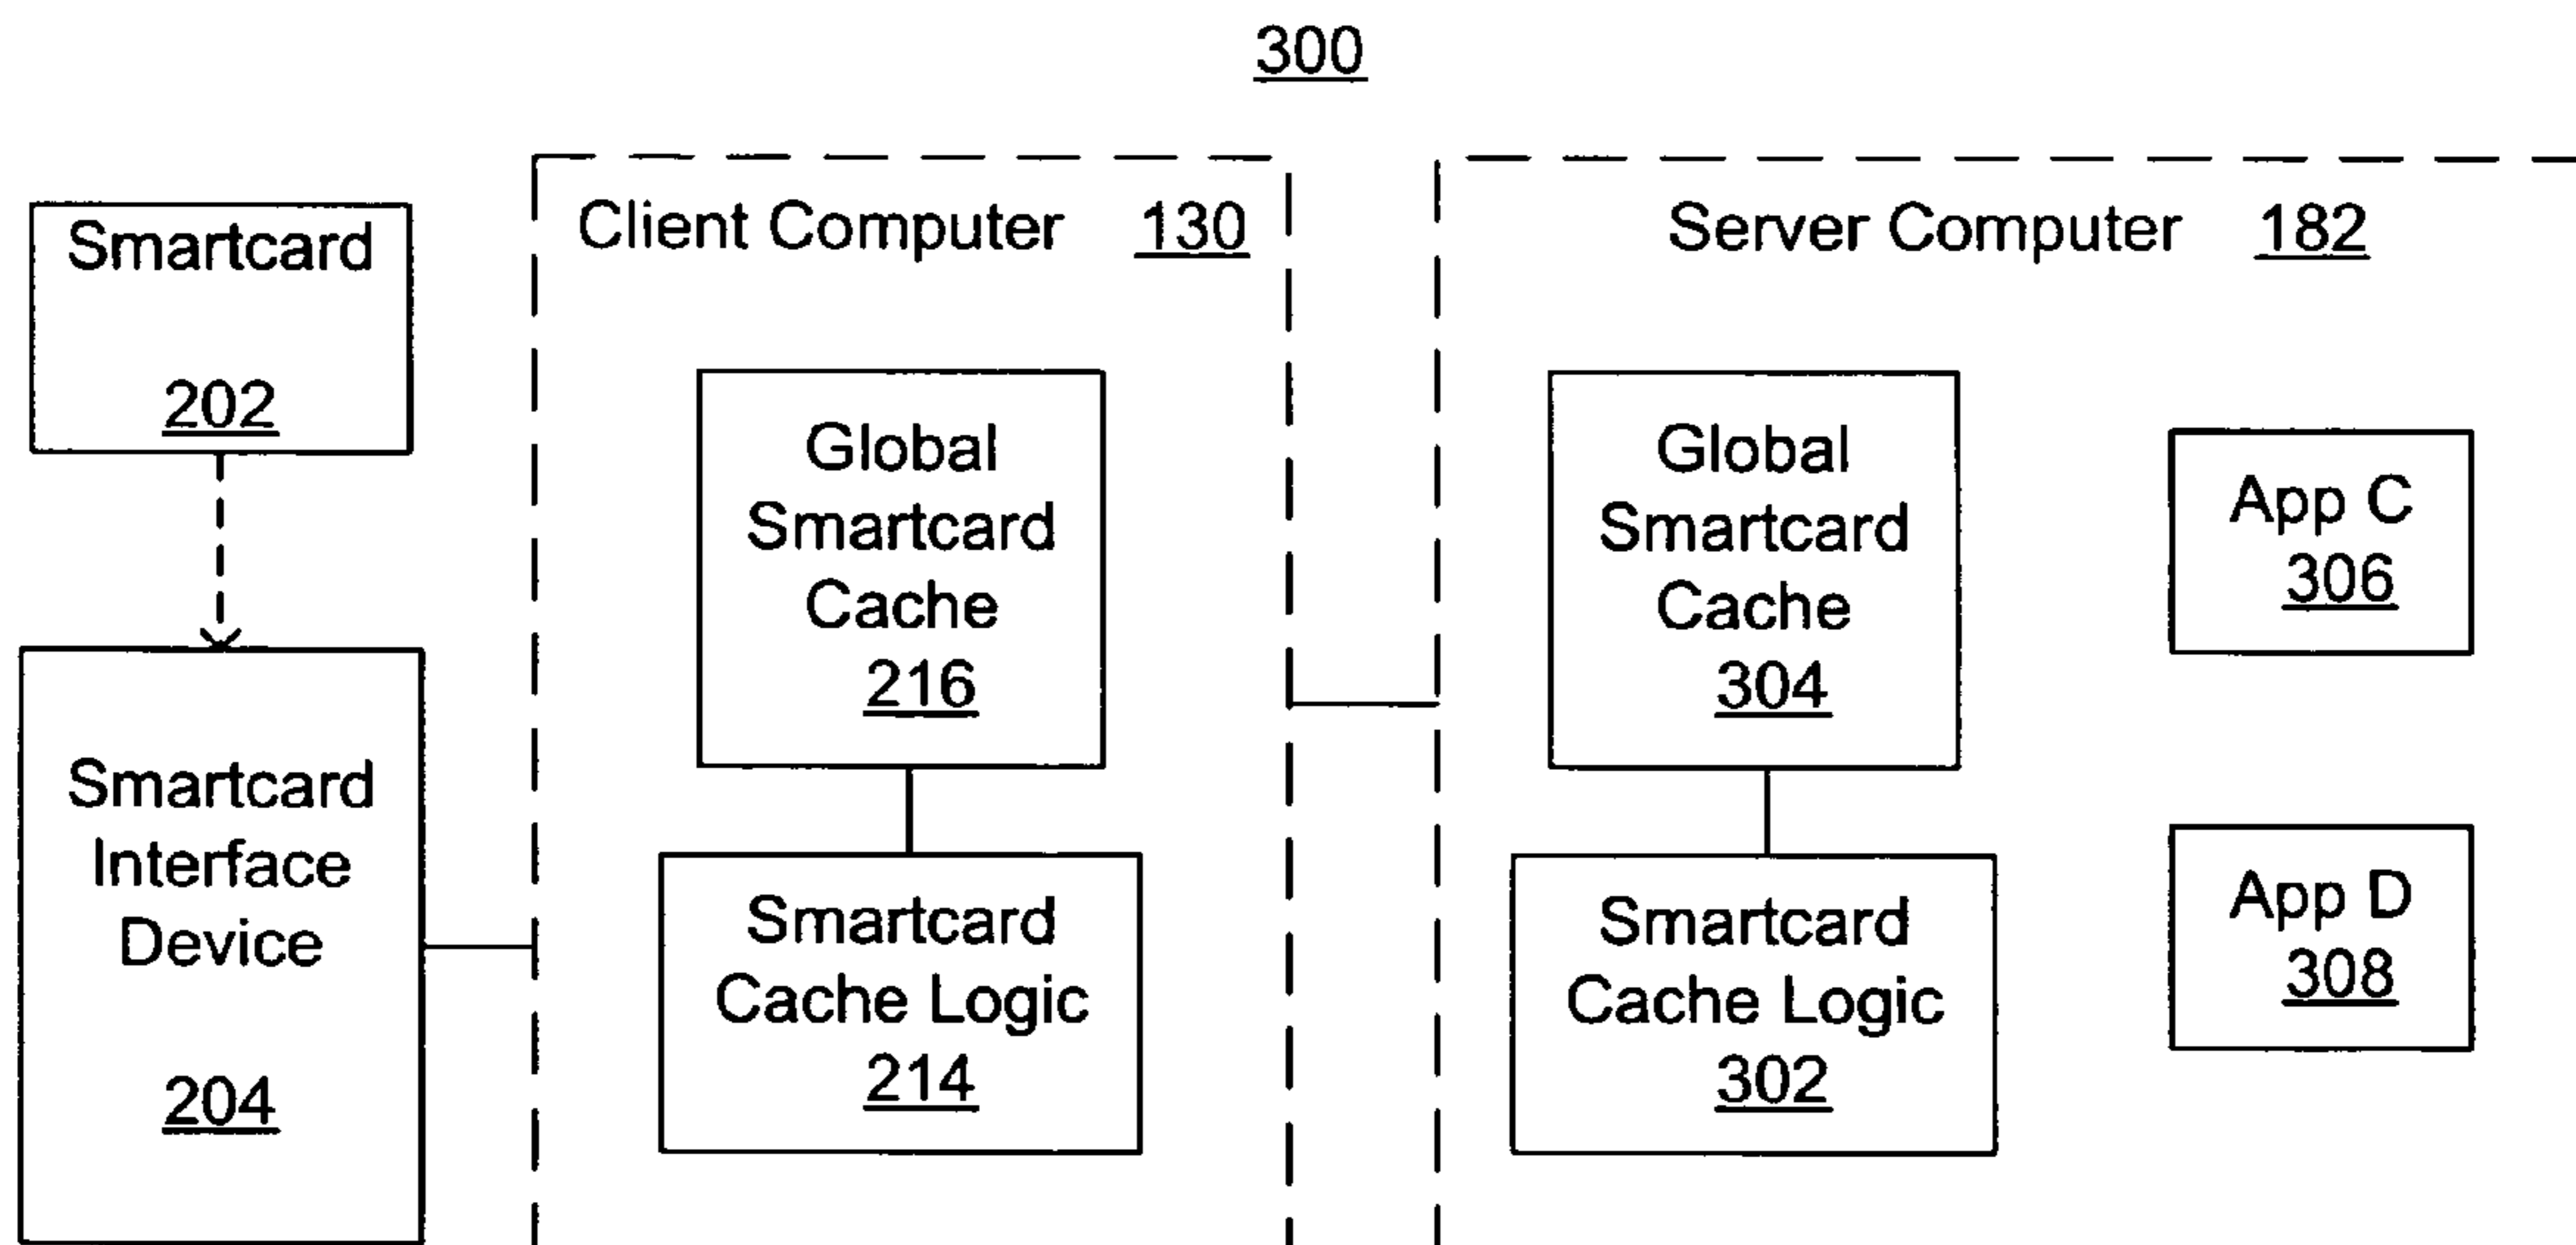 300
Smartcard
202
Smartcard
Interface
Device
204
Client Computer 130
Global
Smartcard
Cache
216
Smartcard
Cache Logic
214
Server Computer 182
Global
Smartcard
Cache
304
Smartcard
Cache Logic
302
App C
306
App D
308